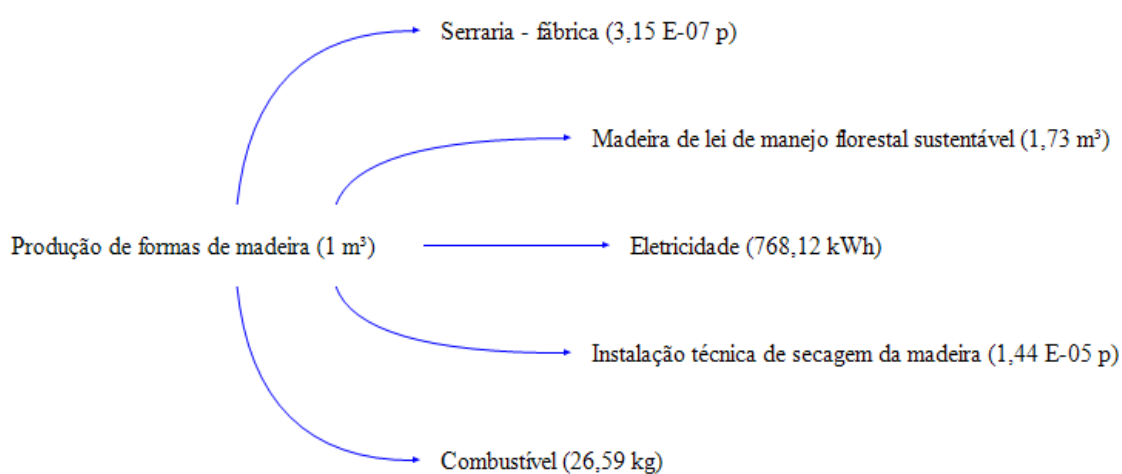 Serraria - fábrica (3,15 E-07 p)
Madeira de lei de manejo florestal sustentável (1,73 m³)
Produção de formas de madeira (1 m³)
Eletricidade (768,12 kWh)
Instalação técnica de secagem da madeira (1,44 E-05 p)
Combustível (26,59 kg)